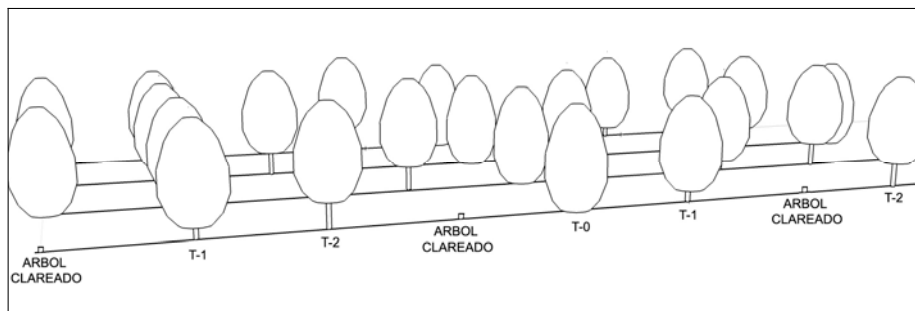 ARBOL
CLAREADO
T-1
T-2
ARBOL
CLAREADO
T-0
T-1
ARBOL
CLAREADO
T-2